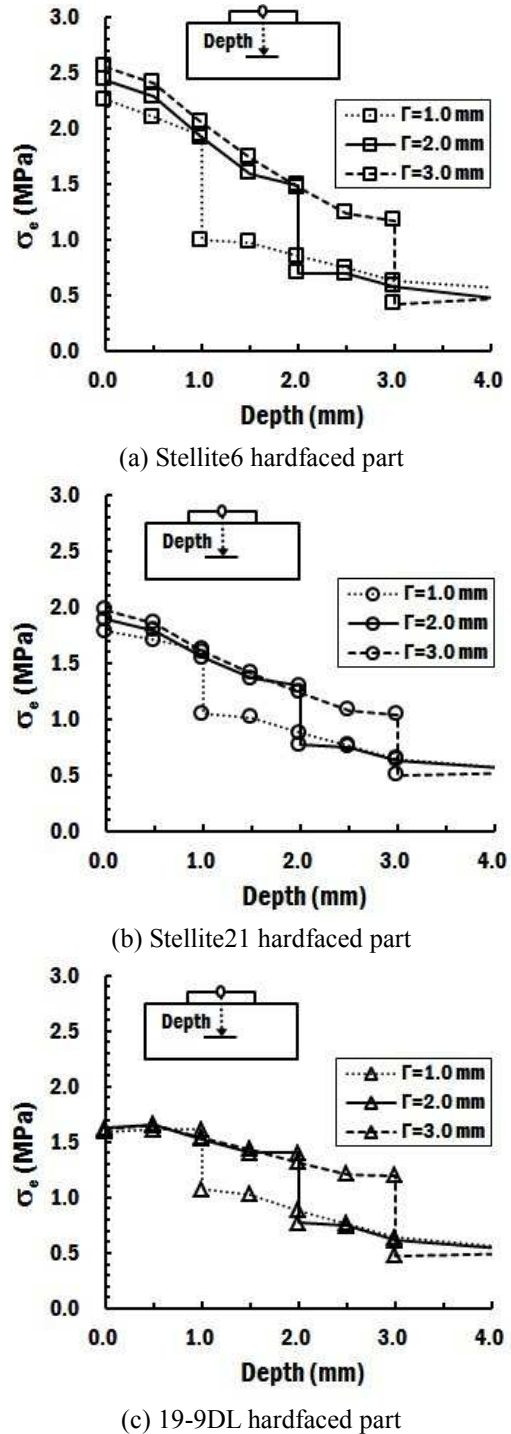 3.0
2.5
2.0
1.5
1.0
0.5
0.0
σe (MPa)
Depth
Γ=1.0 mm
Γ=2.0 mm
Γ=3.0 mm
0.0 1.0 2.0 3.0 4.0
Depth (mm)
(a) Stellite6 hardfaced part
3.0
2.5
2.0
1.5
1.0
0.5
0.0
σe (MPa)
Depth
Γ=1.0 mm
Γ=2.0 mm
Γ=3.0 mm
0.0 1.0 2.0 3.0 4.0
Depth (mm)
(b) Stellite21 hardfaced part
3.0
2.5
2.0
1.5
1.0
0.5
0.0
σe (MPa)
Depth
Γ=1.0 mm
Γ=2.0 mm
Γ=3.0 mm
0.0 1.0 2.0 3.0 4.0
Depth (mm)
(c) 19-9DL hardfaced part